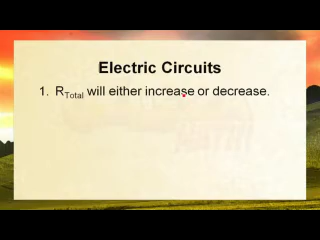 Electric Circuits
1. R_Total will either increase or decrease.